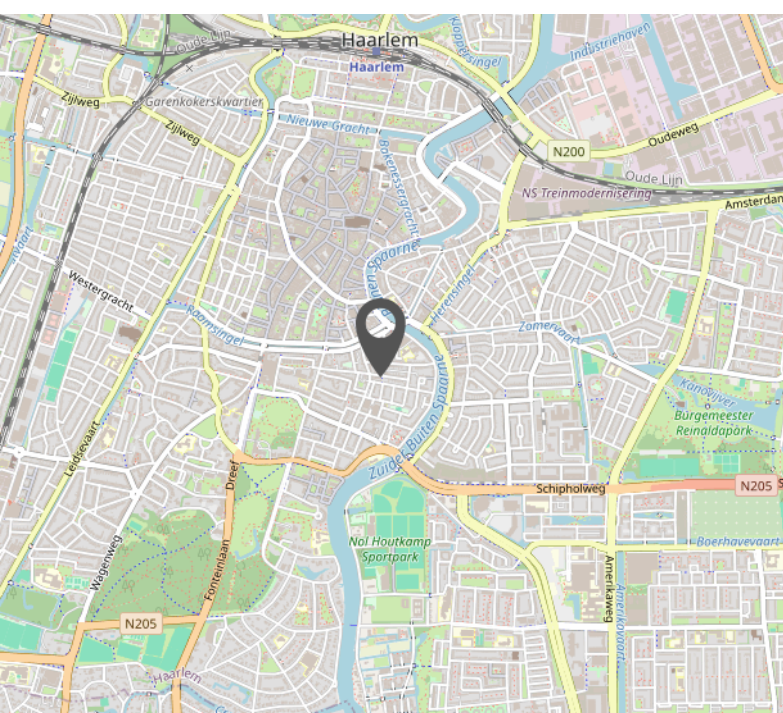 Oude Lijn
Haarlem
Haarlem
Kloppersingel
Industriehaven
Zijlweg
Garenkokerskwartier
Zijlweg
Nieuwe Gracht
Bakenessergracht
N200
Oudeweg
Oude Lijn
NS Treinmodernisering
Amsterdam
Spaarne
Herensingel
Westergracht
Raamsingel
Zomervaart
Kanovijver
Burgemeester
Reinaldapark
Leidsevaart
Zuider Buiten Spaarne
Dreef
Schipholweg
N205
Wagenweg
Fonteinlaan
Nol Houtkamp
Sportpark
Boerhavevaart
Amerikaweg
Amerikavaart
N205
Haarlem